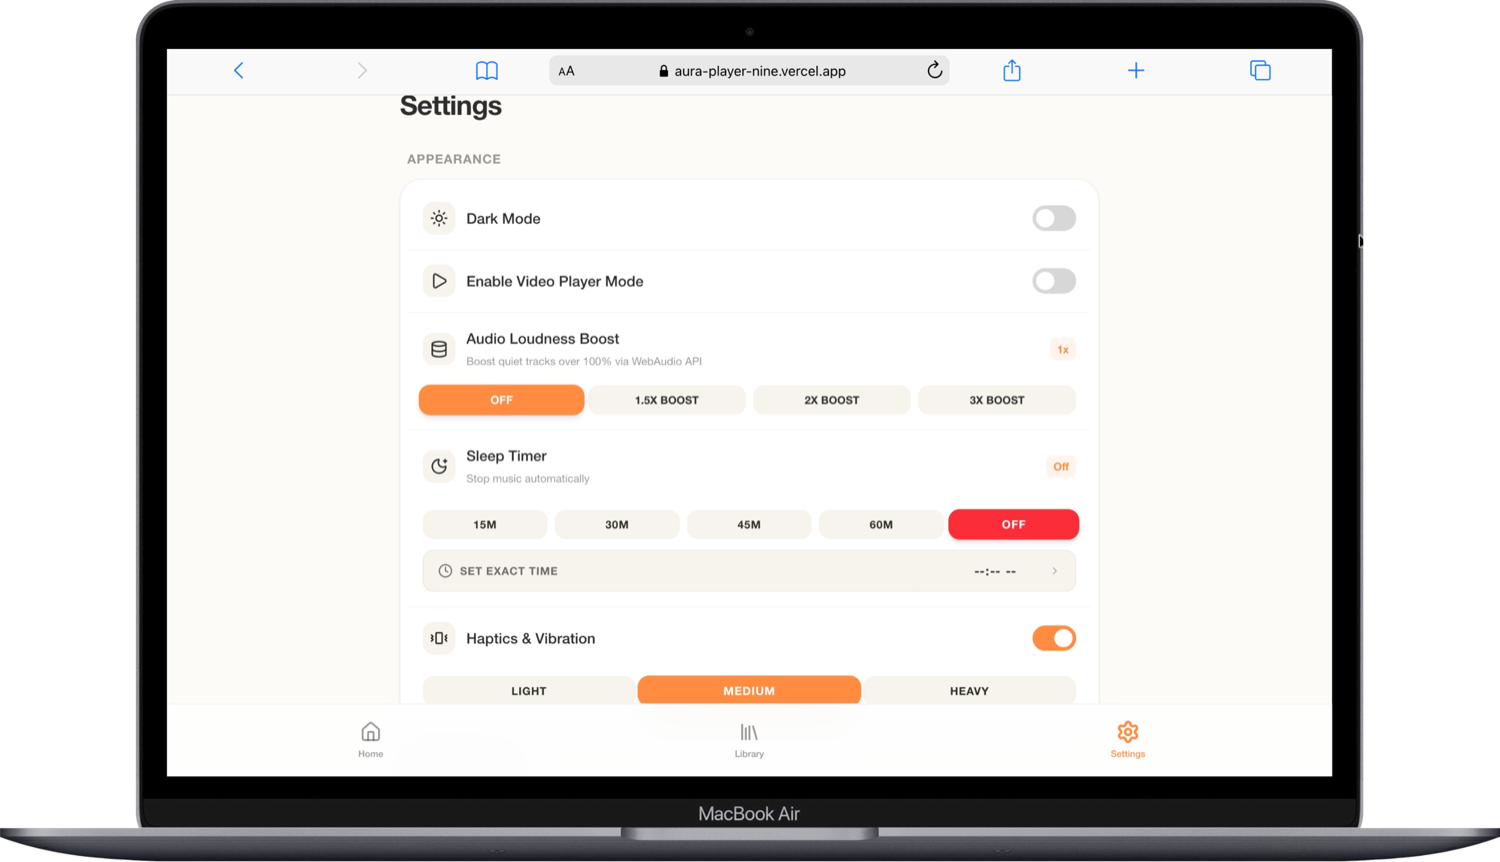 AA aura-player-nine.vercel.app
Settings
APPEARANCE
Dark Mode
Enable Video Player Mode
Audio Loudness Boost
Boost quiet tracks over 100% via WebAudio API
1x
OFF 1.5X BOOST 2X BOOST 3X BOOST
Sleep Timer
Stop music automatically
Off
15M 30M 45M 60M OFF
SET EXACT TIME --:-- --
Haptics & Vibration
LIGHT MEDIUM HEAVY
Home Library Settings
MacBook Air